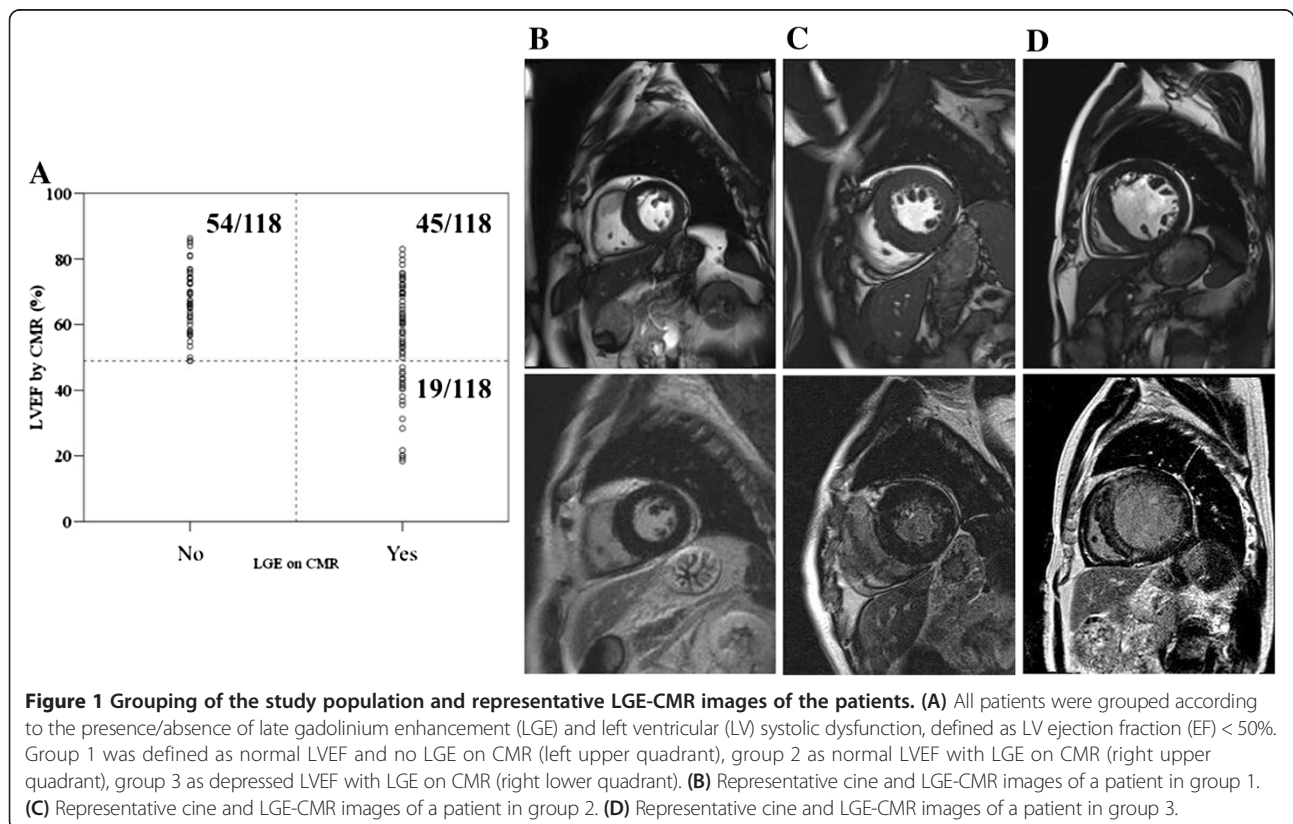 B
C
D
A
100
80
60
40
20
0
LVEF by CMR (%)
54/118
45/118
19/118
No
LGE on CMR
Yes
Figure 1 Grouping of the study population and representative LGE-CMR images of the patients. (A) All patients were grouped according
to the presence/absence of late gadolinium enhancement (LGE) and left ventricular (LV) systolic dysfunction, defined as LV ejection fraction (EF) < 50%.
Group 1 was defined as normal LVEF and no LGE on CMR (left upper quadrant), group 2 as normal LVEF with LGE on CMR (right upper
quadrant), group 3 as depressed LVEF with LGE on CMR (right lower quadrant). (B) Representative cine and LGE-CMR images of a patient in group 1.
(C) Representative cine and LGE-CMR images of a patient in group 2. (D) Representative cine and LGE-CMR images of a patient in group 3.